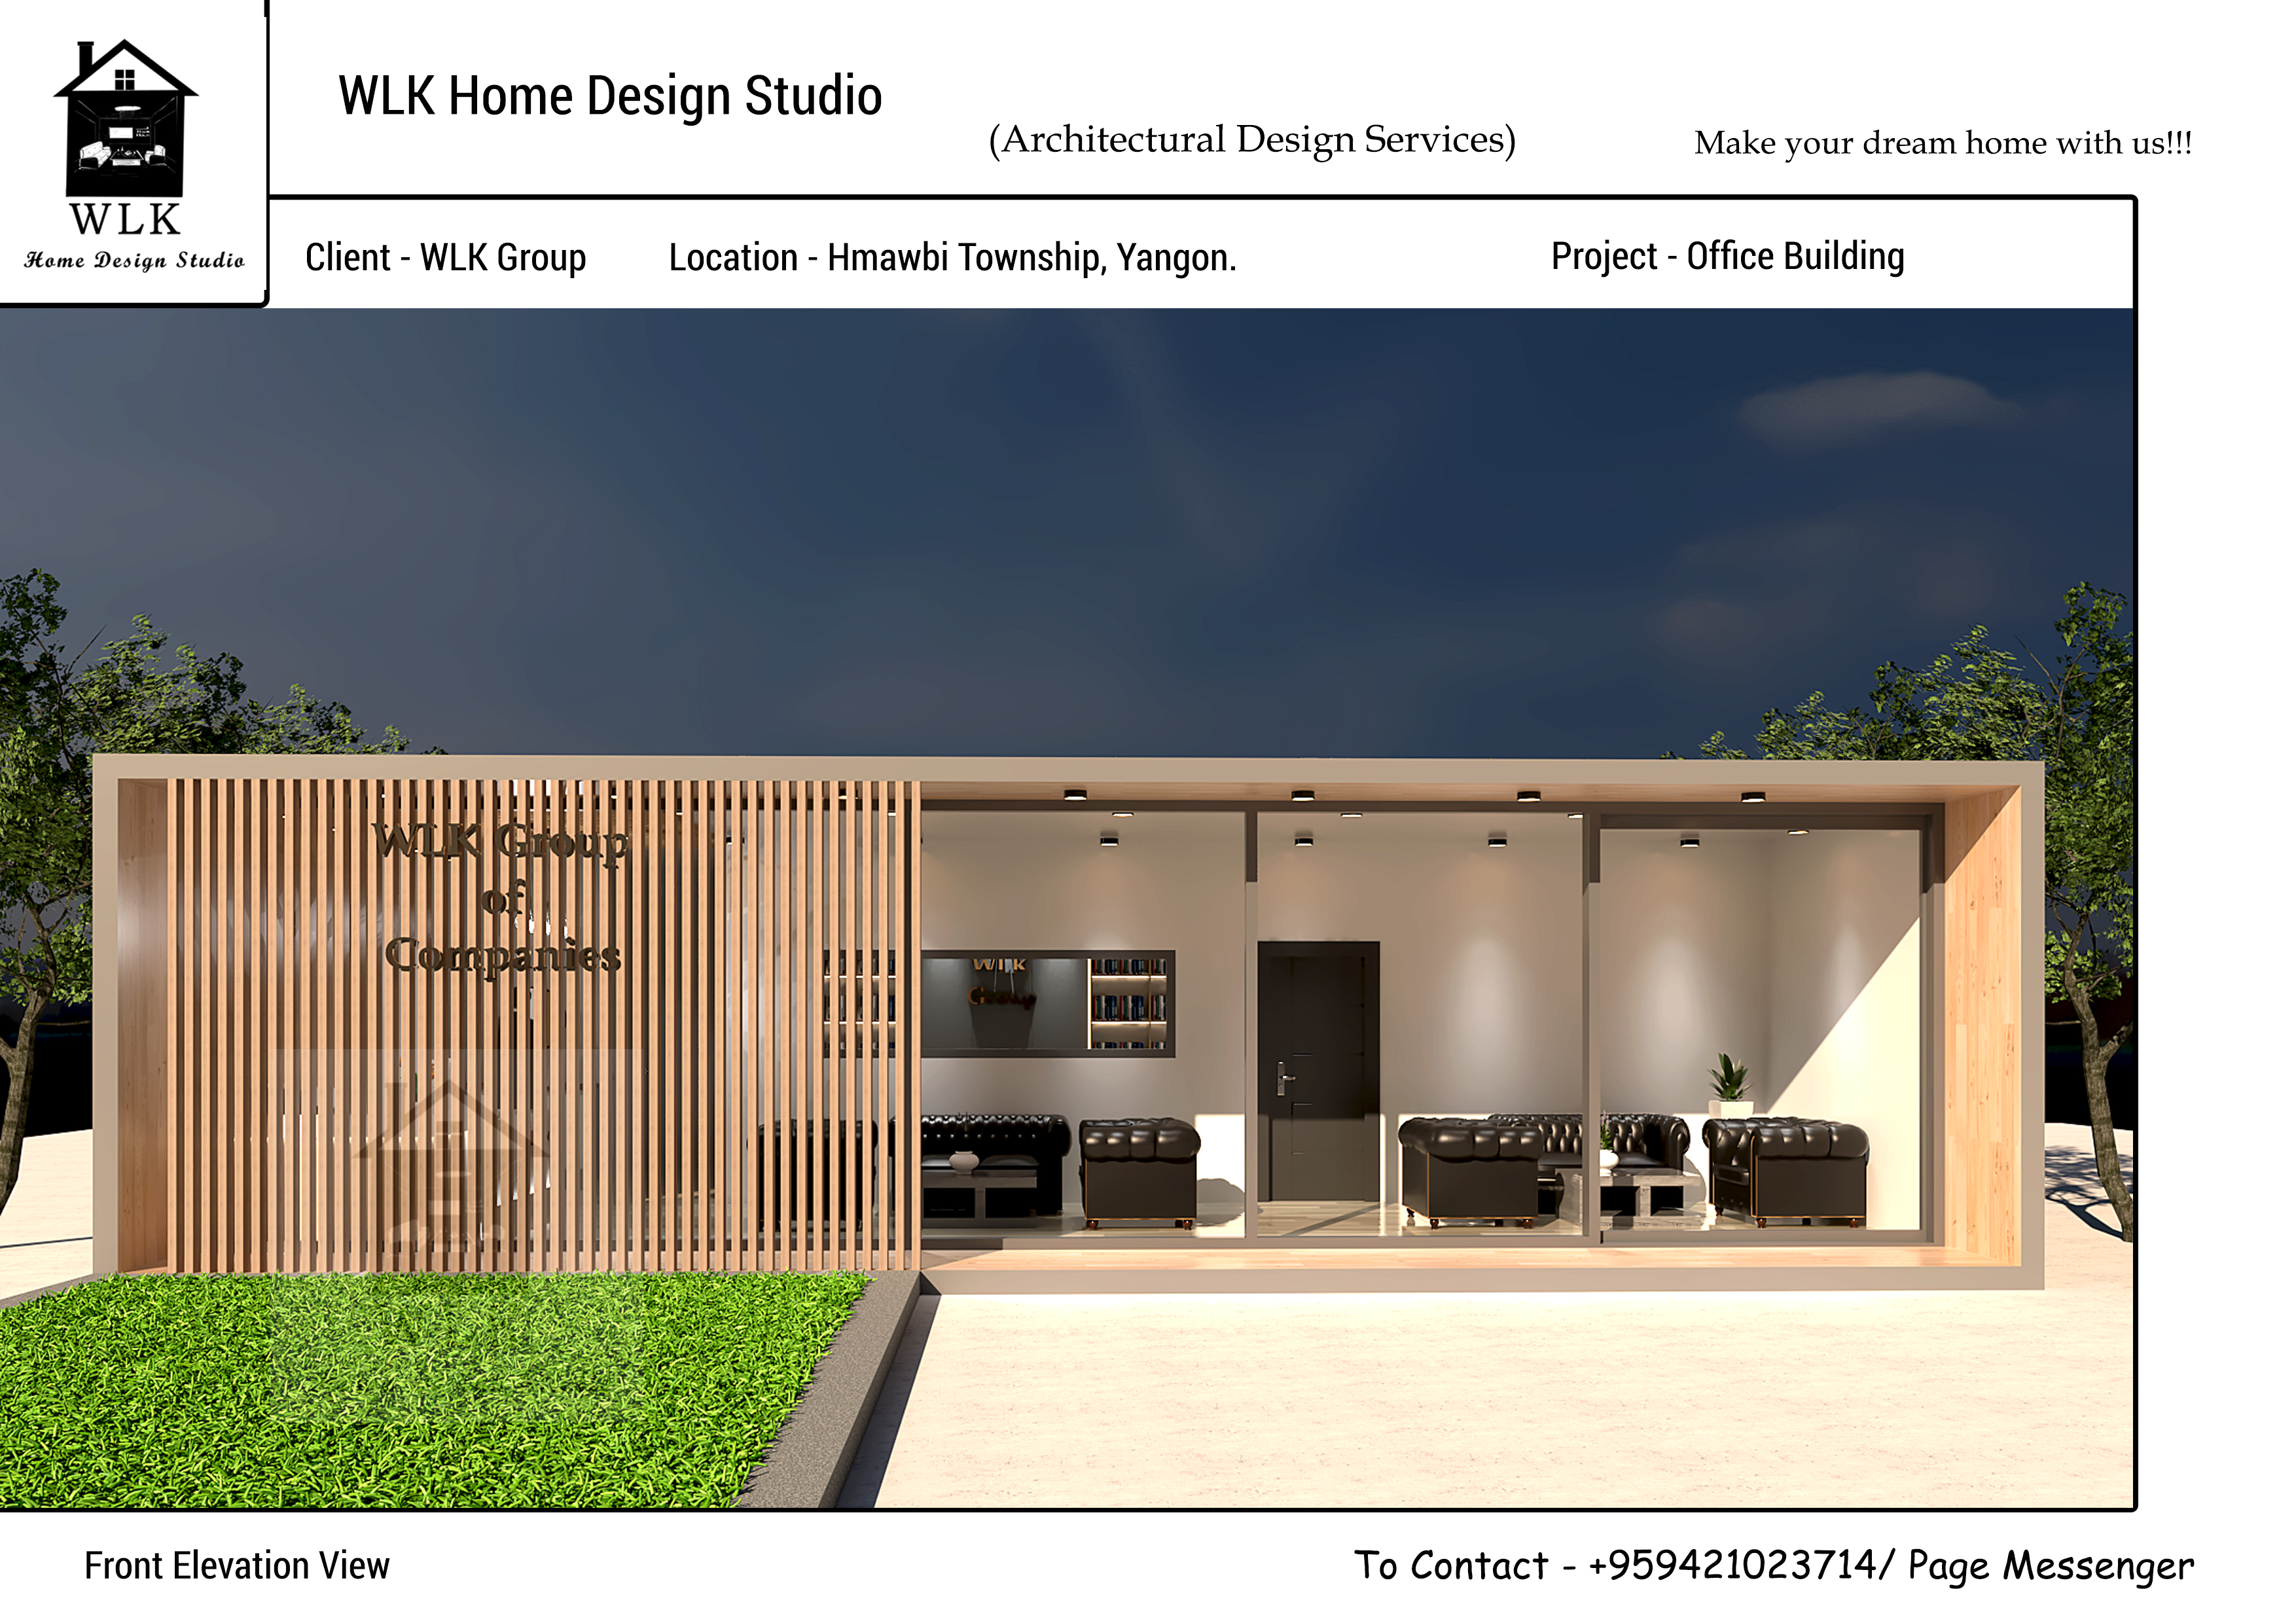 WLK Home Design Studio
(Architectural Design Services)
Make your dream home with us!!!
WLK
Home Design Studio
Client - WLK Group
Location - Hmawbi Township, Yangon.
Project - Office Building
WLK Group
of
Companies
WLK
Group
Front Elevation View
To Contact - +959421023714/ Page Messenger